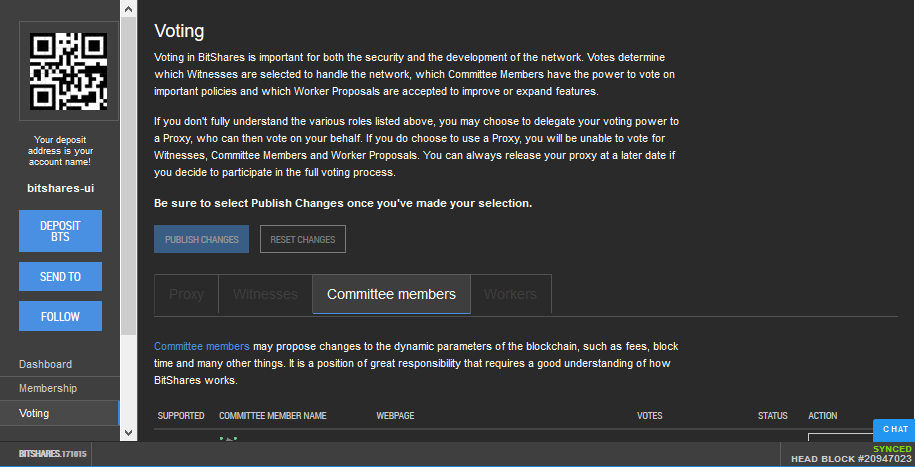 Your deposit
address is your
account name!
bitshares-ui
DEPOSIT
BTS
SEND TO
FOLLOW
Dashboard
Membership
Voting
Voting
Voting in BitShares is important for both the security and the development of the network. Votes determine
which Witnesses are selected to handle the network, which Committee Members have the power to vote on
important policies and which Worker Proposals are accepted to improve or expand features.
If you don't fully understand the various roles listed above, you may choose to delegate your voting power to
a Proxy, who can then vote on your behalf. If you do choose to use a Proxy, you will be unable to vote for
Witnesses, Committee Members and Worker Proposals. You can always release your proxy at a later date if
you decide to participate in the full voting process.
Be sure to select Publish Changes once you've made your selection.
PUBLISH CHANGES
RESET CHANGES
Proxy
Witnesses
Committee members
Workers
Committee members may propose changes to the dynamic parameters of the blockchain, such as fees, block
time and many other things. It is a position of great responsibility that requires a good understanding of how
BitShares works.
SUPPORTED
COMMITTEE MEMBER NAME
WEBPAGE
VOTES
STATUS
ACTION
CHAT
BITSHARES.171015
SYNCED
HEAD BLOCK #20947023